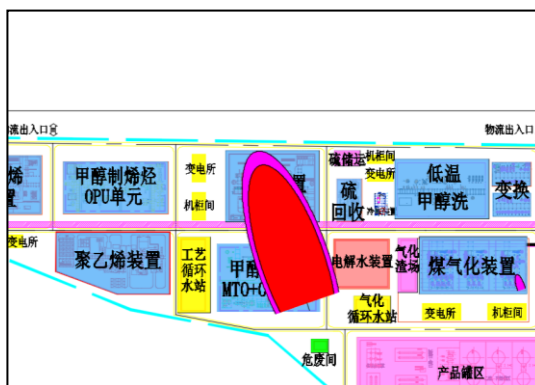 流出入口
物流出入口
烯
置
甲醇制烯烃
OPU单元
变电所
机柜间
置
硫储运
机柜间
变电所
硫
回收
低温
甲醇洗
变换
变电所
聚乙烯装置
工艺
循环
水站
甲醇
MTO+O
电解水装置
气化
渣场
煤气化装置
气化
循环水站
变电所
机柜间
危废间
产品罐区